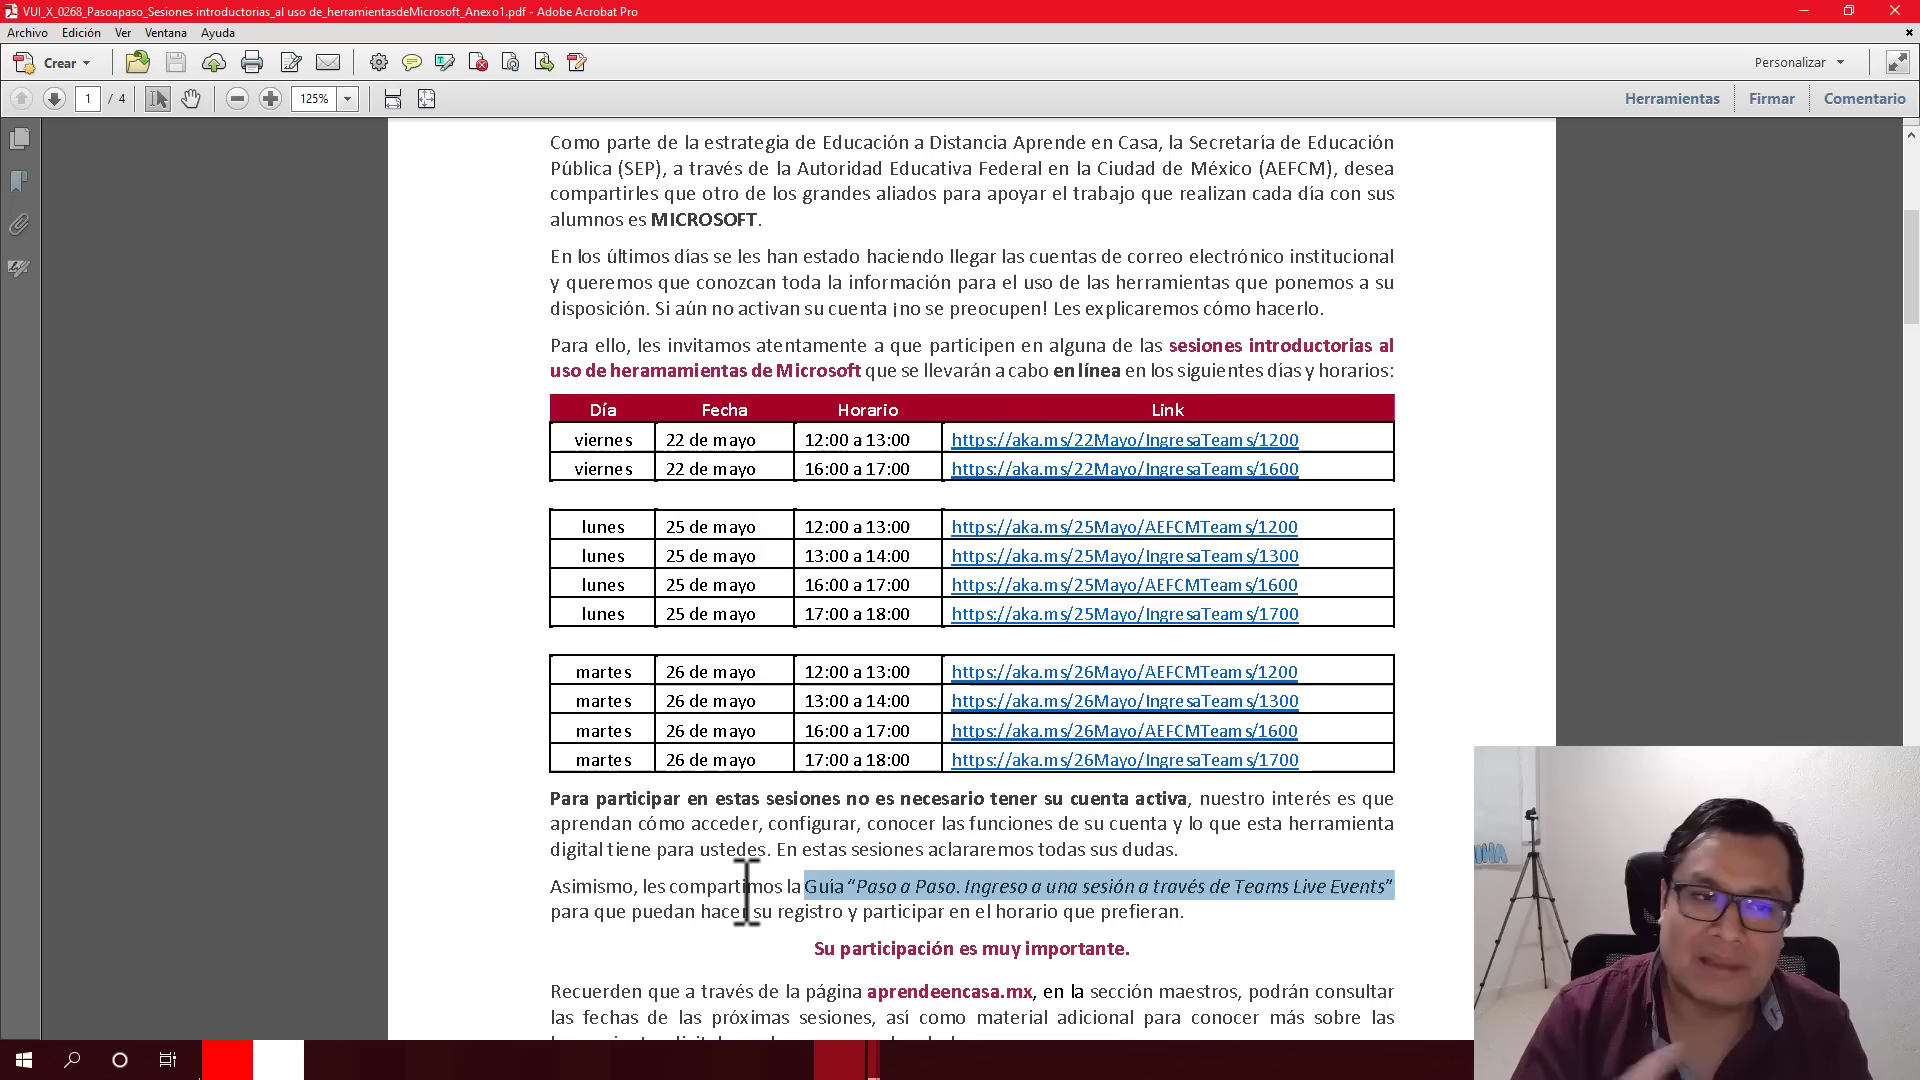 VUI_X_0268_Pasoapaso_Sesiones introductorias_al uso de_herramientasdeMicrosoft_Anexo1.pdf - Adobe Acrobat Pro
Archivo Edición Ver Ventana Ayuda
Crear Personalizar
1 / 4 125% Herramientas Firmar Comentario
Como parte de la estrategia de Educación a Distancia Aprende en Casa, la Secretaría de Educación
Pública (SEP), a través de la Autoridad Educativa Federal en la Ciudad de México (AEFCM), desea
compartirles que otro de los grandes aliados para apoyar el trabajo que realizan cada día con sus
alumnos es MICROSOFT.
En los últimos días se les han estado haciendo llegar las cuentas de correo electrónico institucional
y queremos que conozcan toda la información para el uso de las herramientas que ponemos a su
disposición. Si aún no activan su cuenta ¡no se preocupen! Les explicaremos cómo hacerlo.
Para ello, les invitamos atentamente a que participen en alguna de las sesiones introductorias al
uso de heramamientas de Microsoft que se llevarán a cabo en línea en los siguientes días y horarios:
Día Fecha Horario Link
viernes 22 de mayo 12:00 a 13:00 https://aka.ms/22Mayo/IngresaTeams/1200
viernes 22 de mayo 16:00 a 17:00 https://aka.ms/22Mayo/IngresaTeams/1600
lunes 25 de mayo 12:00 a 13:00 https://aka.ms/25Mayo/AEFCMTeams/1200
lunes 25 de mayo 13:00 a 14:00 https://aka.ms/25Mayo/IngresaTeams/1300
lunes 25 de mayo 16:00 a 17:00 https://aka.ms/25Mayo/AEFCMTeams/1600
lunes 25 de mayo 17:00 a 18:00 https://aka.ms/25Mayo/IngresaTeams/1700
martes 26 de mayo 12:00 a 13:00 https://aka.ms/26Mayo/AEFCMTeams/1200
martes 26 de mayo 13:00 a 14:00 https://aka.ms/26Mayo/IngresaTeams/1300
martes 26 de mayo 16:00 a 17:00 https://aka.ms/26Mayo/AEFCMTeams/1600
martes 26 de mayo 17:00 a 18:00 https://aka.ms/26Mayo/IngresaTeams/1700
Para participar en estas sesiones no es necesario tener su cuenta activa, nuestro interés es que
aprendan cómo acceder, configurar, conocer las funciones de su cuenta y lo que esta herramienta
digital tiene para ustedes. En estas sesiones aclararemos todas sus dudas.
Asimismo, les compartimos la Guía “Paso a Paso. Ingreso a una sesión a través de Teams Live Events”
para que puedan hacer su registro y participar en el horario que prefieran.
Su participación es muy importante.
Recuerden que a través de la página aprendeencasa.mx, en la sección maestros, podrán consultar
las fechas de las próximas sesiones, así como material adicional para conocer más sobre las